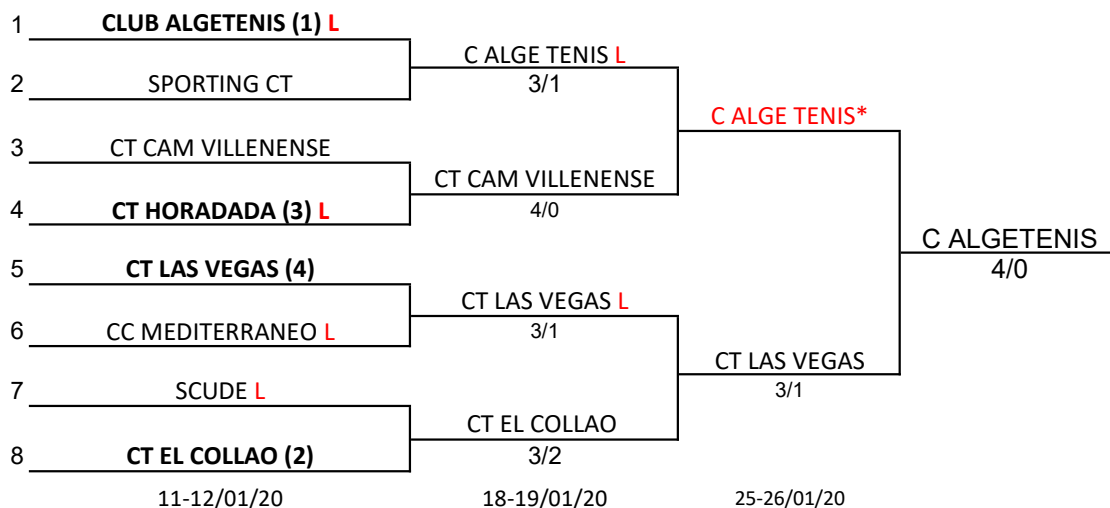 1 CLUB ALGETENIS (1) L
C ALGE TENIS L
2 SPORTING CT
3/1
C ALGE TENIS*
3 CT CAM VILLENENSE
CT CAM VILLENENSE
4 CT HORADADA (3) L
4/0
C ALGETENIS
4/0
5 CT LAS VEGAS (4)
CT LAS VEGAS L
6 CC MEDITERRANEO L
3/1
CT LAS VEGAS
3/1
7 SCUDE L
CT EL COLLAO
8 CT EL COLLAO (2)
3/2
11-12/01/20 18-19/01/20 25-26/01/20